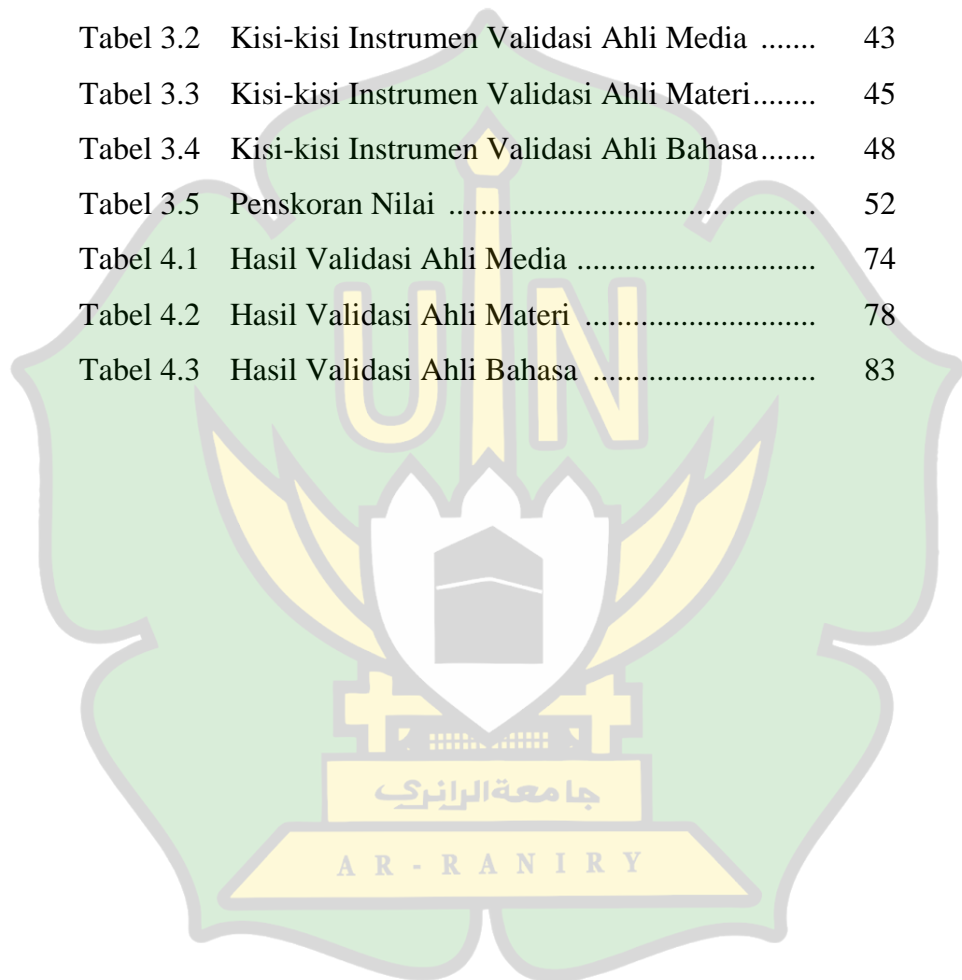 Tabel 3.2 Kisi-kisi Instrumen Validasi Ahli Media ....... 43
Tabel 3.3 Kisi-kisi Instrumen Validasi Ahli Materi........ 45
Tabel 3.4 Kisi-kisi Instrumen Validasi Ahli Bahasa....... 48
Tabel 3.5 Penskoran Nilai ............................................ 52
Tabel 4.1 Hasil Validasi Ahli Media ............................. 74
Tabel 4.2 Hasil Validasi Ahli Materi ............................ 78
Tabel 4.3 Hasil Validasi Ahli Bahasa ........................... 83
UIN
جامعةالرانري
AR-RANIRY